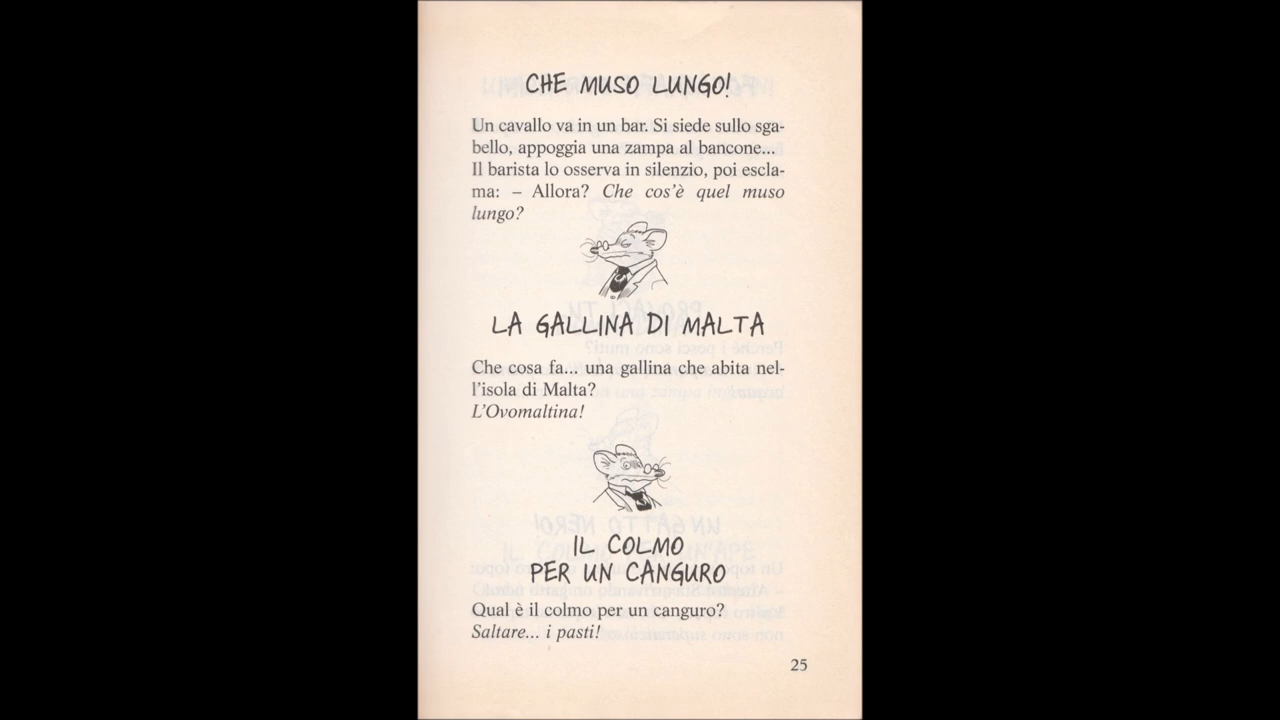 CHE MUSO LUNGO!
Un cavallo va in un bar. Si siede sullo sga-
bello, appoggia una zampa al bancone...
Il barista lo osserva in silenzio, poi escla-
ma: – Allora? Che cos'è quel muso
lungo?
LA GALLINA DI MALTA
Che cosa fa... una gallina che abita nel-
l'isola di Malta?
L'Ovomaltina!
IL COLMO
PER UN CANGURO
Qual è il colmo per un canguro?
Saltare... i pasti!
25